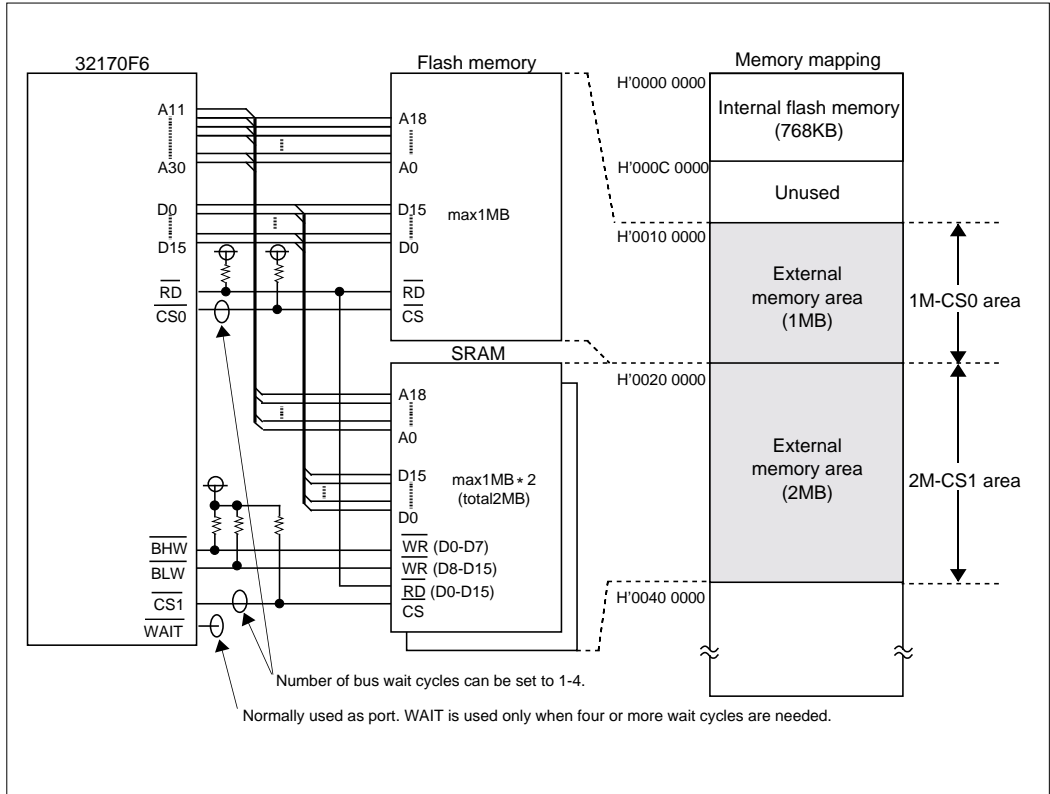 32170F6
A11
A30
D0
D15
RD
CS0
BHW
BLW
CS1
WAIT
Flash memory
A18
A0
D15
D0
max1MB
RD
CS
SRAM
A18
A0
D15
D0
max1MB * 2
(total2MB)
WR (D0-D7)
WR (D8-D15)
RD (D0-D15)
CS
Number of bus wait cycles can be set to 1-4.
Normally used as port. WAIT is used only when four or more wait cycles are needed.
Memory mapping
H'0000 0000
Internal flash memory
(768KB)
H'000C 0000
Unused
H'0010 0000
External
memory area
(1MB)
1M-CS0 area
H'0020 0000
External
memory area
(2MB)
2M-CS1 area
H'0040 0000